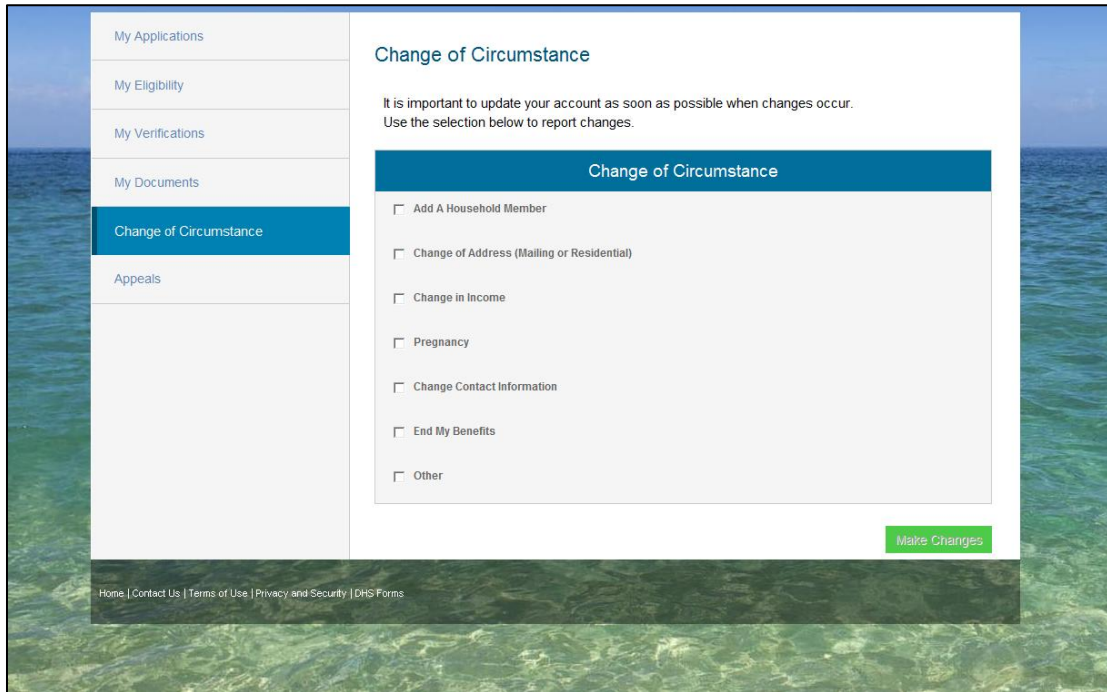 My Applications
My Eligibility
My Verifications
My Documents
Change of Circumstance
Appeals
Change of Circumstance
It is important to update your account as soon as possible when changes occur.
Use the selection below to report changes.
Change of Circumstance
Add A Household Member
Change of Address (Mailing or Residential)
Change in Income
Pregnancy
Change Contact Information
End My Benefits
Other
Make Changes
Home | Contact Us | Terms of Use | Privacy and Security | DHS Forms